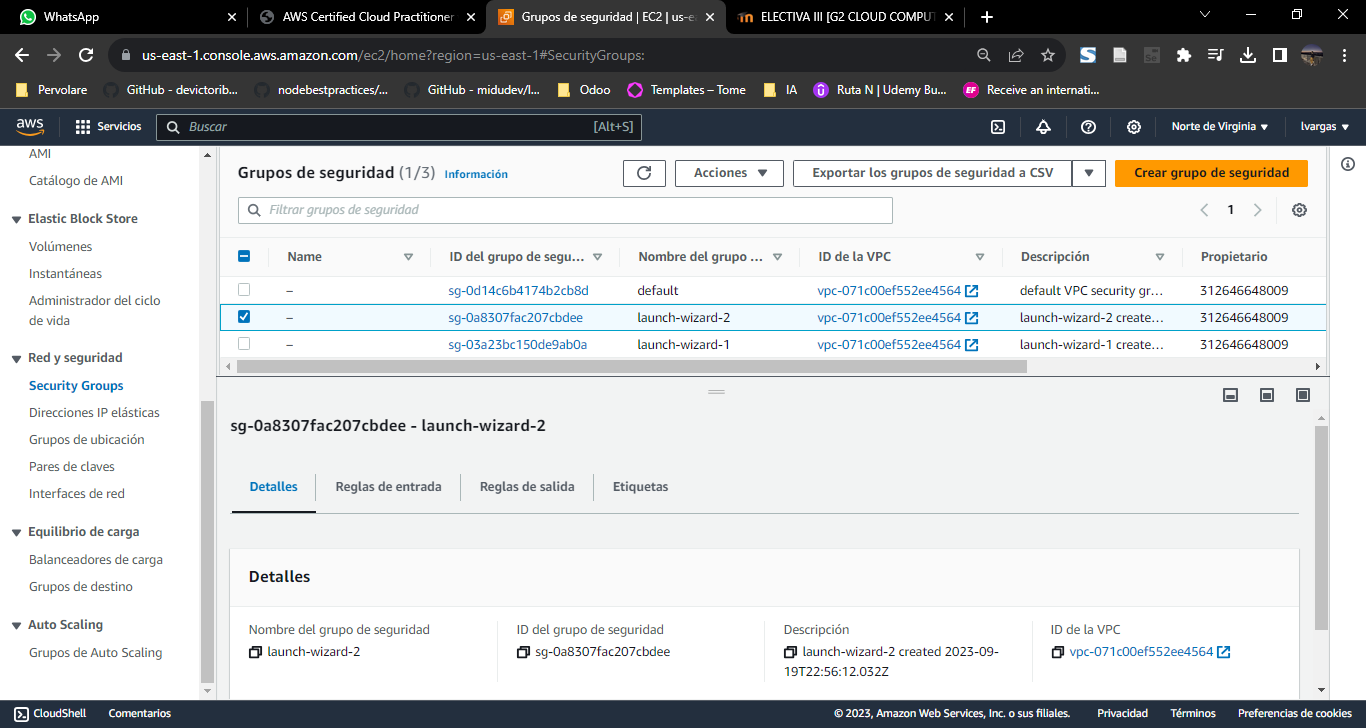 WhatsApp
AWS Certified Cloud Practitioner
Grupos de seguridad | EC2 | us-ea
ELECTIVA III [G2 CLOUD COMPUT
us-east-1.console.aws.amazon.com/ec2/home?region=us-east-1#SecurityGroups:
Pervolare
GitHub - devictorib...
nodebestpractices/...
GitHub - midudev/l...
Odoo
Templates – Tome
IA
Ruta N | Udemy Bu...
Receive an internati...
aws
Servicios
Buscar
[Alt+S]
Norte de Virginia
lvargas
AMI
Catálogo de AMI
Elastic Block Store
Volúmenes
Instantáneas
Administrador del ciclo
de vida
Red y seguridad
Security Groups
Direcciones IP elásticas
Grupos de ubicación
Pares de claves
Interfaces de red
Equilibrio de carga
Balanceadores de carga
Grupos de destino
Auto Scaling
Grupos de Auto Scaling
Grupos de seguridad (1/3) Información
Acciones
Exportar los grupos de seguridad a CSV
Crear grupo de seguridad
Filtrar grupos de seguridad
1
Name ID del grupo de segu... Nombre del grupo ... ID de la VPC Descripción Propietario
– sg-0d14c6b4174b2cb8d default vpc-071c00ef552ee4564 default VPC security gr... 312646648009
– sg-0a8307fac207cbdee launch-wizard-2 vpc-071c00ef552ee4564 launch-wizard-2 create... 312646648009
– sg-03a23bc150de9ab0a launch-wizard-1 vpc-071c00ef552ee4564 launch-wizard-1 create... 312646648009
sg-0a8307fac207cbdee - launch-wizard-2
Detalles
Reglas de entrada
Reglas de salida
Etiquetas
Detalles
Nombre del grupo de seguridad
launch-wizard-2
ID del grupo de seguridad
sg-0a8307fac207cbdee
Descripción
launch-wizard-2 created 2023-09-
19T22:56:12.032Z
ID de la VPC
vpc-071c00ef552ee4564
CloudShell
Comentarios
© 2023, Amazon Web Services, Inc. o sus filiales.
Privacidad
Términos
Preferencias de cookies